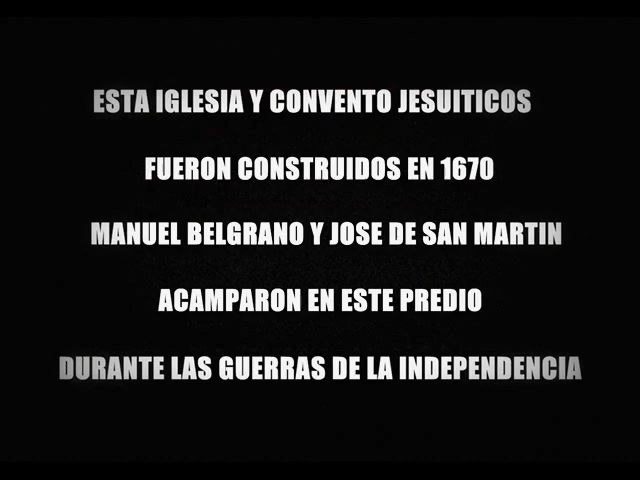 ESTA IGLESIA Y CONVENTO JESUITICOS
FUERON CONSTRUIDOS EN 1670
MANUEL BELGRANO Y JOSE DE SAN MARTIN
ACAMPARON EN ESTE PREDIO
DURANTE LAS GUERRAS DE LA INDEPENDENCIA